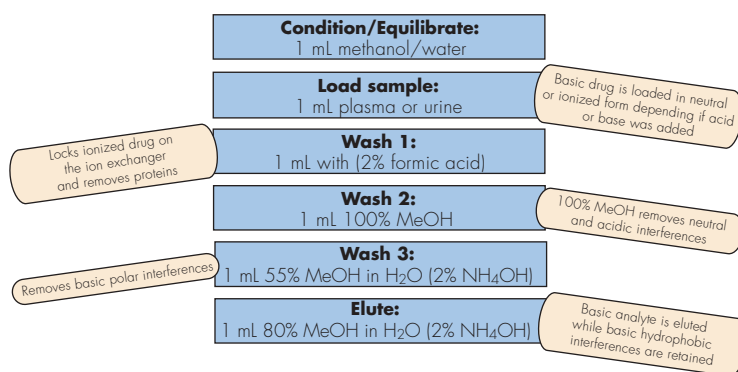 Condition/Equilibrate:
1 mL methanol/water
Load sample:
1 mL plasma or urine
Basic drug is loaded in neutral
or ionized form depending if acid
or base was added
Wash 1:
1 mL with (2% formic acid)
Locks ionized drug on
the ion exchanger
and removes proteins
Wash 2:
1 mL 100% MeOH
100% MeOH removes neutral
and acidic interferences
Wash 3:
1 mL 55% MeOH in H₂O (2% NH₄OH)
Removes basic polar interferences
Elute:
1 mL 80% MeOH in H₂O (2% NH₄OH)
Basic analyte is eluted
while basic hydrophobic
interferences are retained